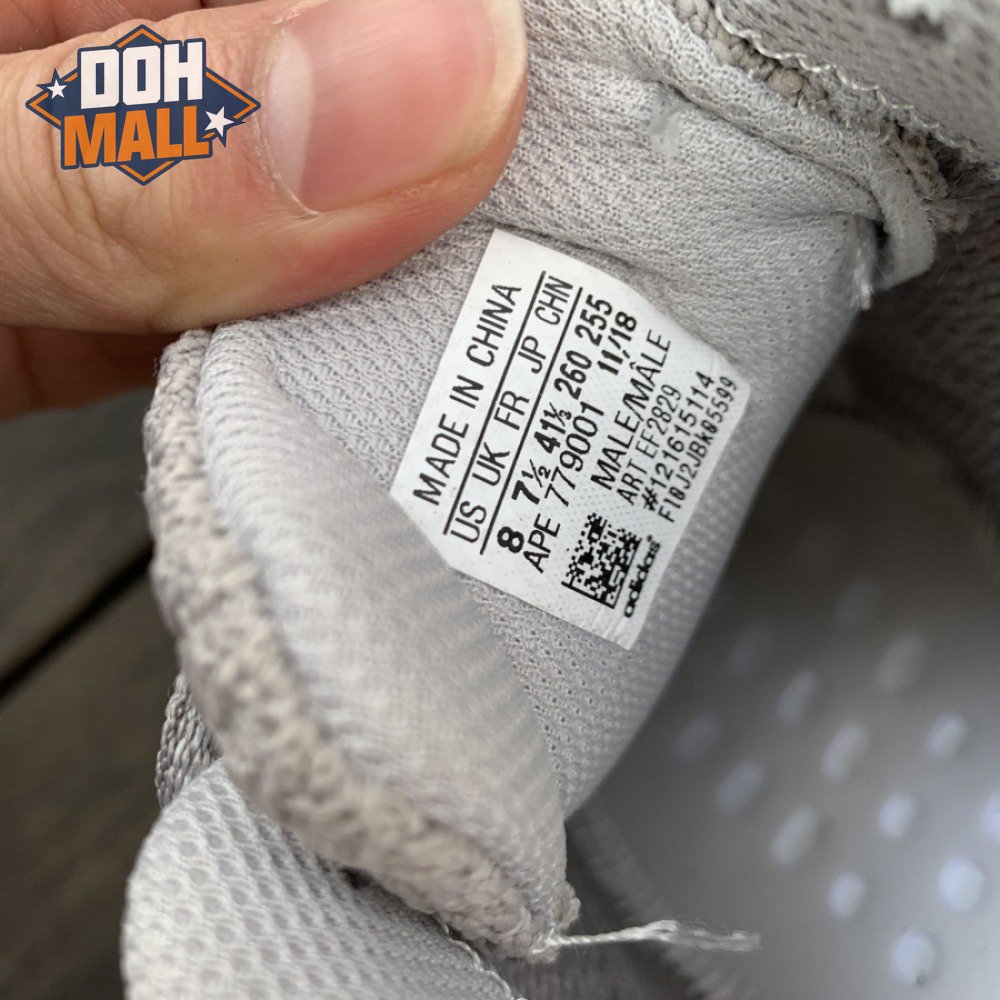 DOH
MALL
MADE IN CHINA
US UK FR JP CHN
8 7½ 41⅓ 260 255
APE 779001 11/18
MALE/MÂLE
ART EF2829
#121615114
F10J2JBK05S99
adidas